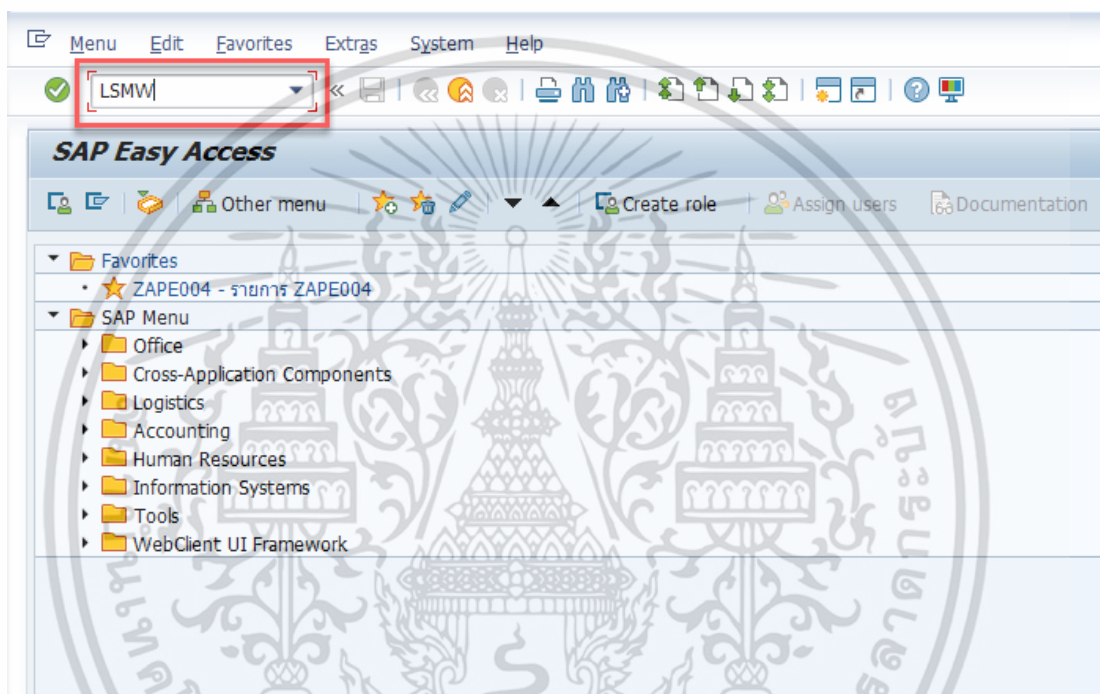 Menu Edit Favorites Extras System Help
LSMW
SAP Easy Access
Other menu Create role Assign users Documentation
Favorites
ZAPE004 - รายการ ZAPE004
SAP Menu
Office
Cross-Application Components
Logistics
Accounting
Human Resources
Information Systems
Tools
WebClient UI Framework